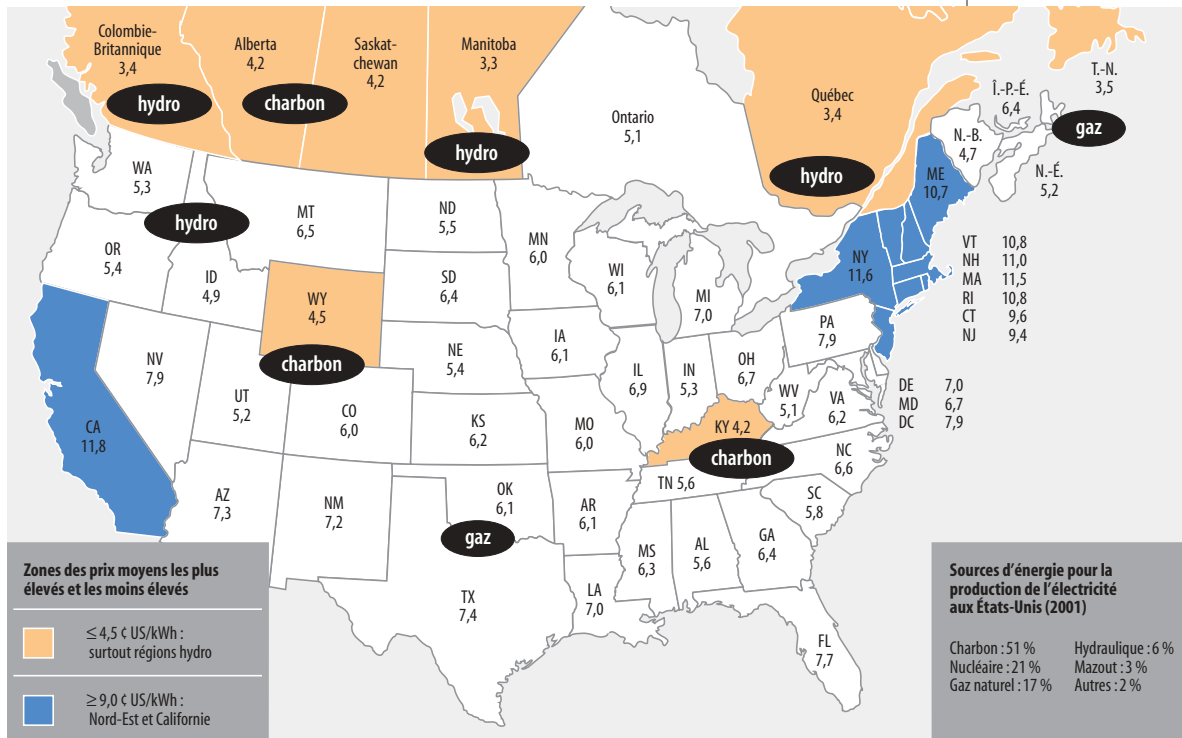 Colombie-
Britannique
3,4
Alberta
4,2
Saskat-
chewan
4,2
Manitoba
3,3
hydro
charbon
hydro
Ontario
5,1
Québec
3,4
hydro
T.-N.
3,5
Î.-P.-É.
6,4
gaz
N.-B.
4,7
N.-É.
5,2
ME
10,7
WA
5,3
hydro
MT
6,5
ND
5,5
MN
6,0
OR
5,4
ID
4,9
WY
4,5
charbon
SD
6,4
WI
6,1
MI
7,0
NY
11,6
VT 10,8
NH 11,0
MA 11,5
RI 10,8
CT 9,6
NJ 9,4
PA
7,9
NV
7,9
UT
5,2
CO
6,0
NE
5,4
IA
6,1
IL
6,9
IN
5,3
OH
6,7
WV
5,1
VA
6,2
DE 7,0
MD 6,7
DC 7,9
CA
11,8
KS
6,2
MO
6,0
KY 4,2
charbon
NC
6,6
TN 5,6
SC
5,8
AZ
7,3
NM
7,2
OK
6,1
gaz
AR
6,1
MS
6,3
AL
5,6
GA
6,4
TX
7,4
LA
7,0
FL
7,7
Zones des prix moyens les plus
élevés et les moins élevés
≤ 4,5 ¢ US/kWh :
surtout régions hydro
≥ 9,0 ¢ US/kWh :
Nord-Est et Californie
Sources d’énergie pour la
production de l’électricité
aux États-Unis (2001)
Charbon : 51 % Hydraulique : 6 %
Nucléaire : 21 % Mazout : 3 %
Gaz naturel : 17 % Autres : 2 %